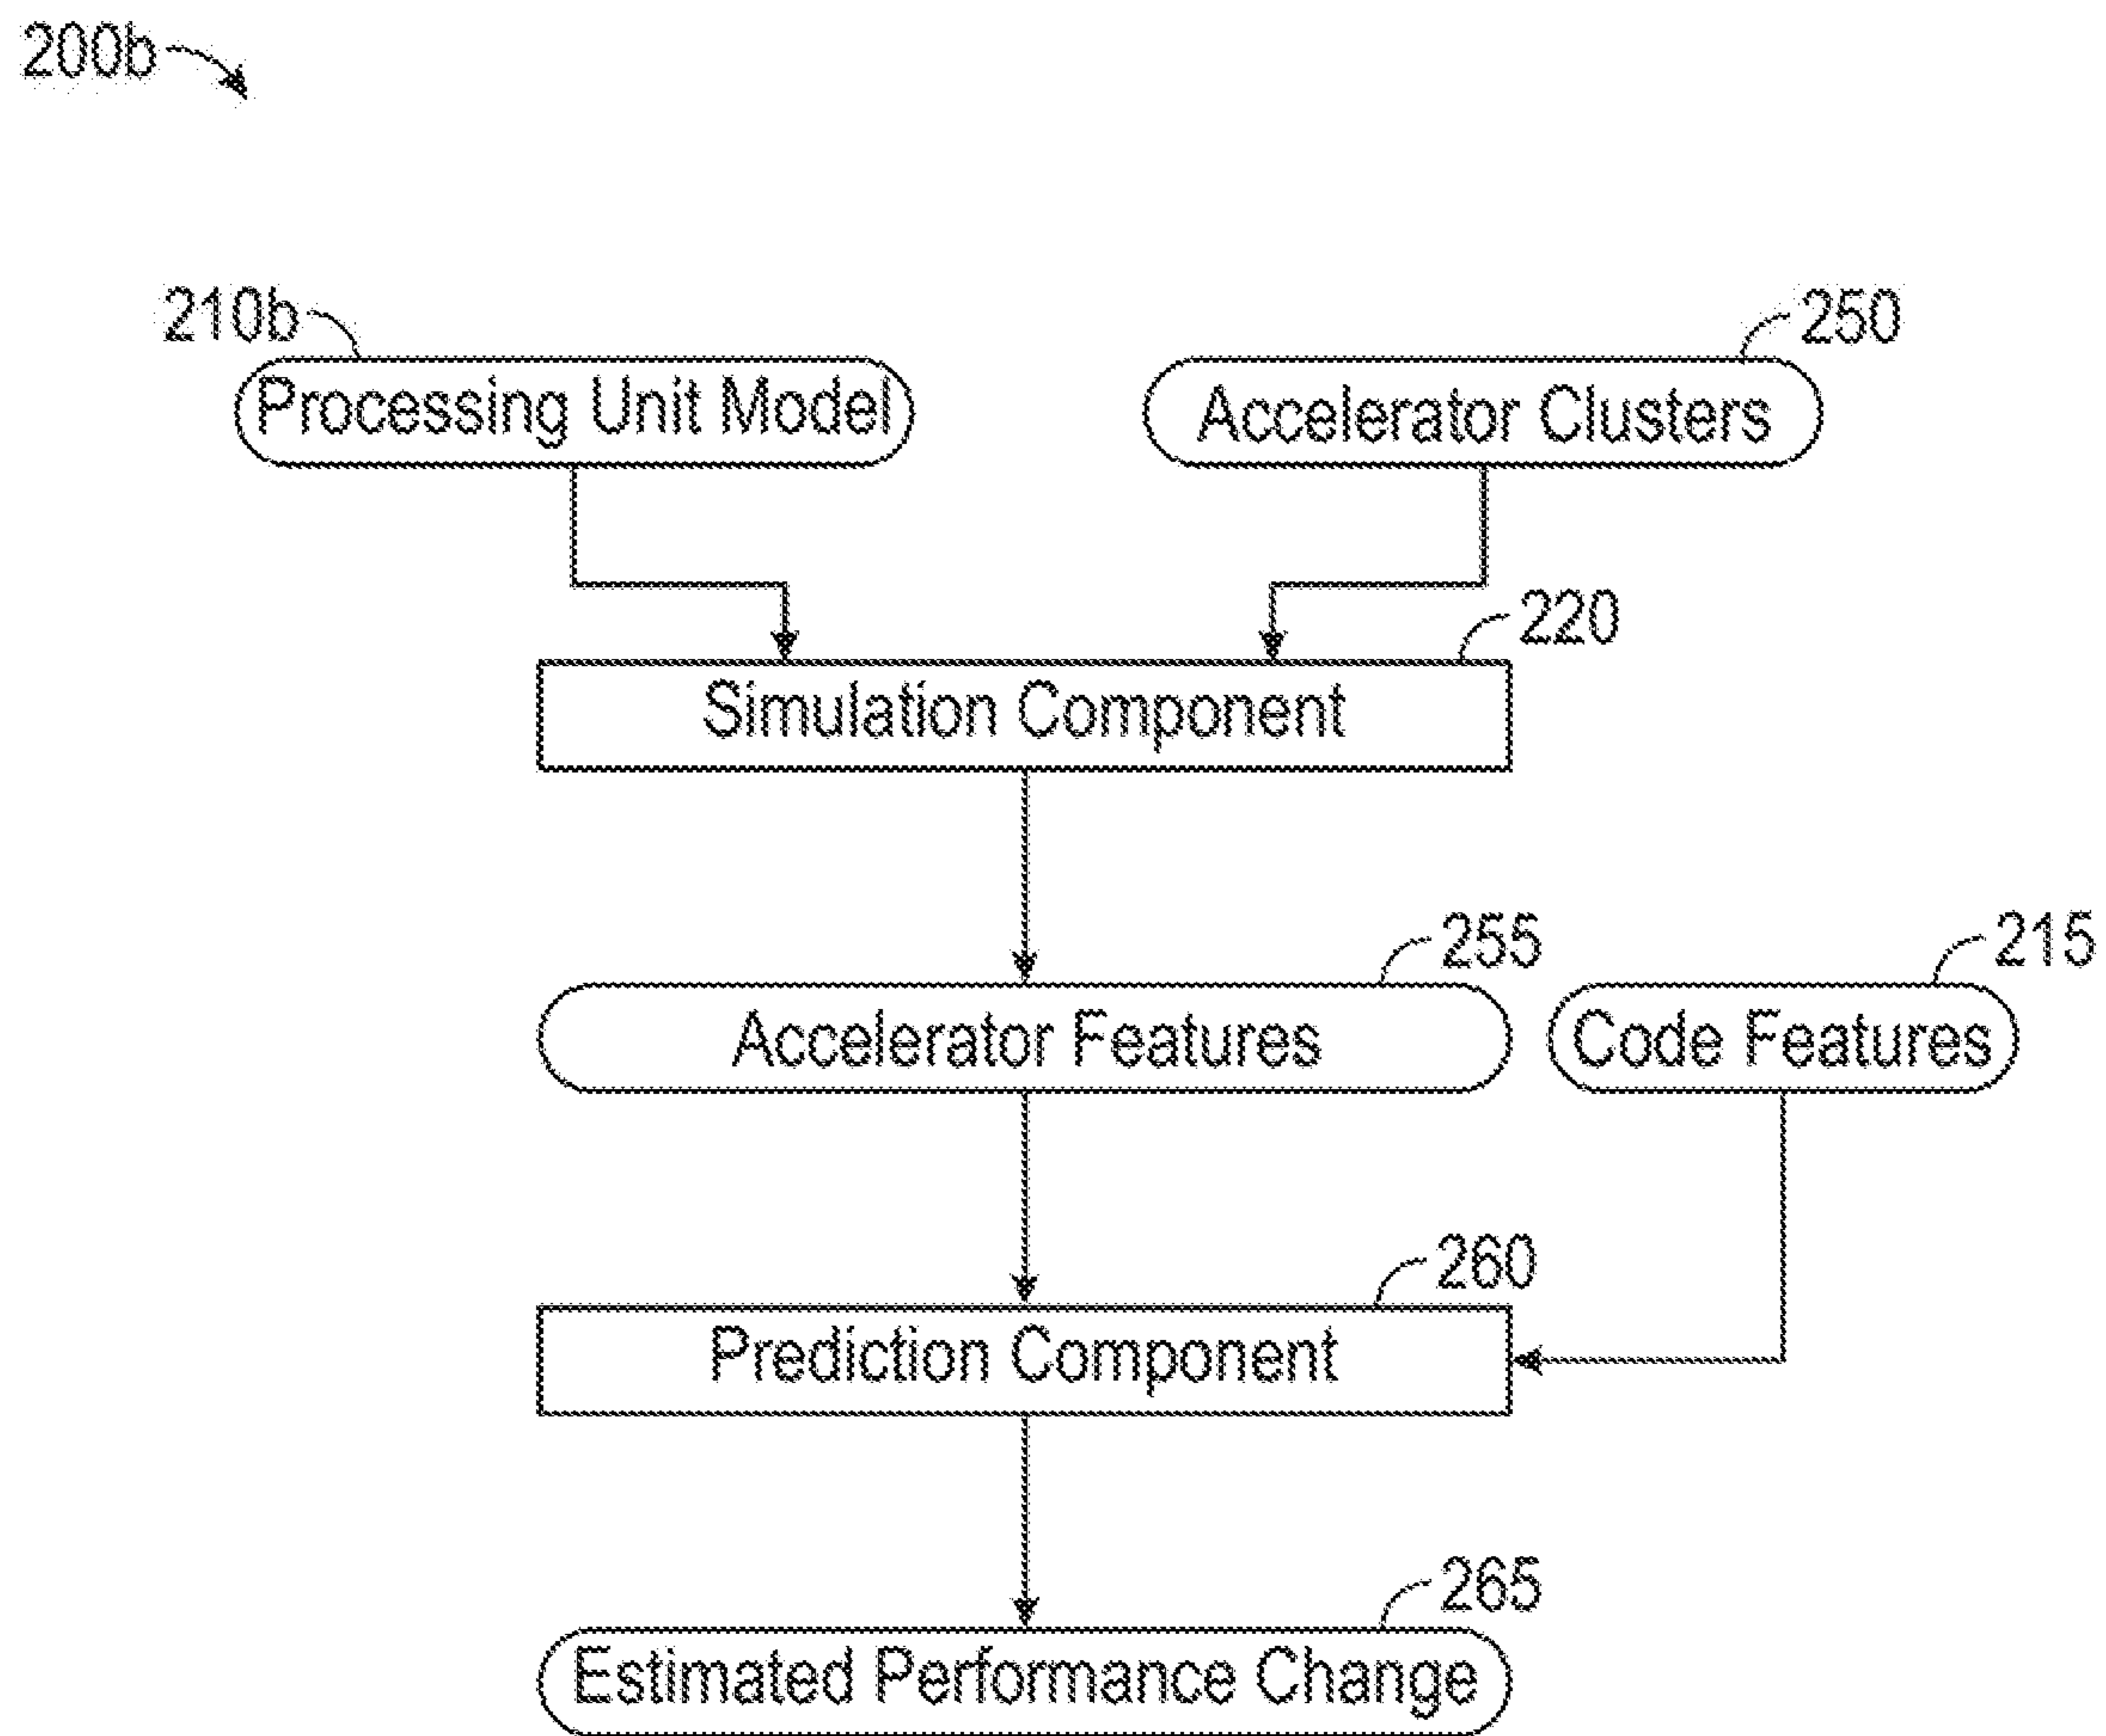 200b
210b
250
Processing Unit Model
Accelerator Clusters
220
Simulation Component
255
215
Accelerator Features
Code Features
260
Prediction Component
265
Estimated Performance Change